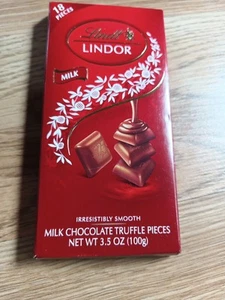 18
PIECES
Lindt
LINDOR
MILK
IRRESISTIBLY SMOOTH
MILK CHOCOLATE TRUFFLE PIECES
NET WT 3.5 OZ (100g)